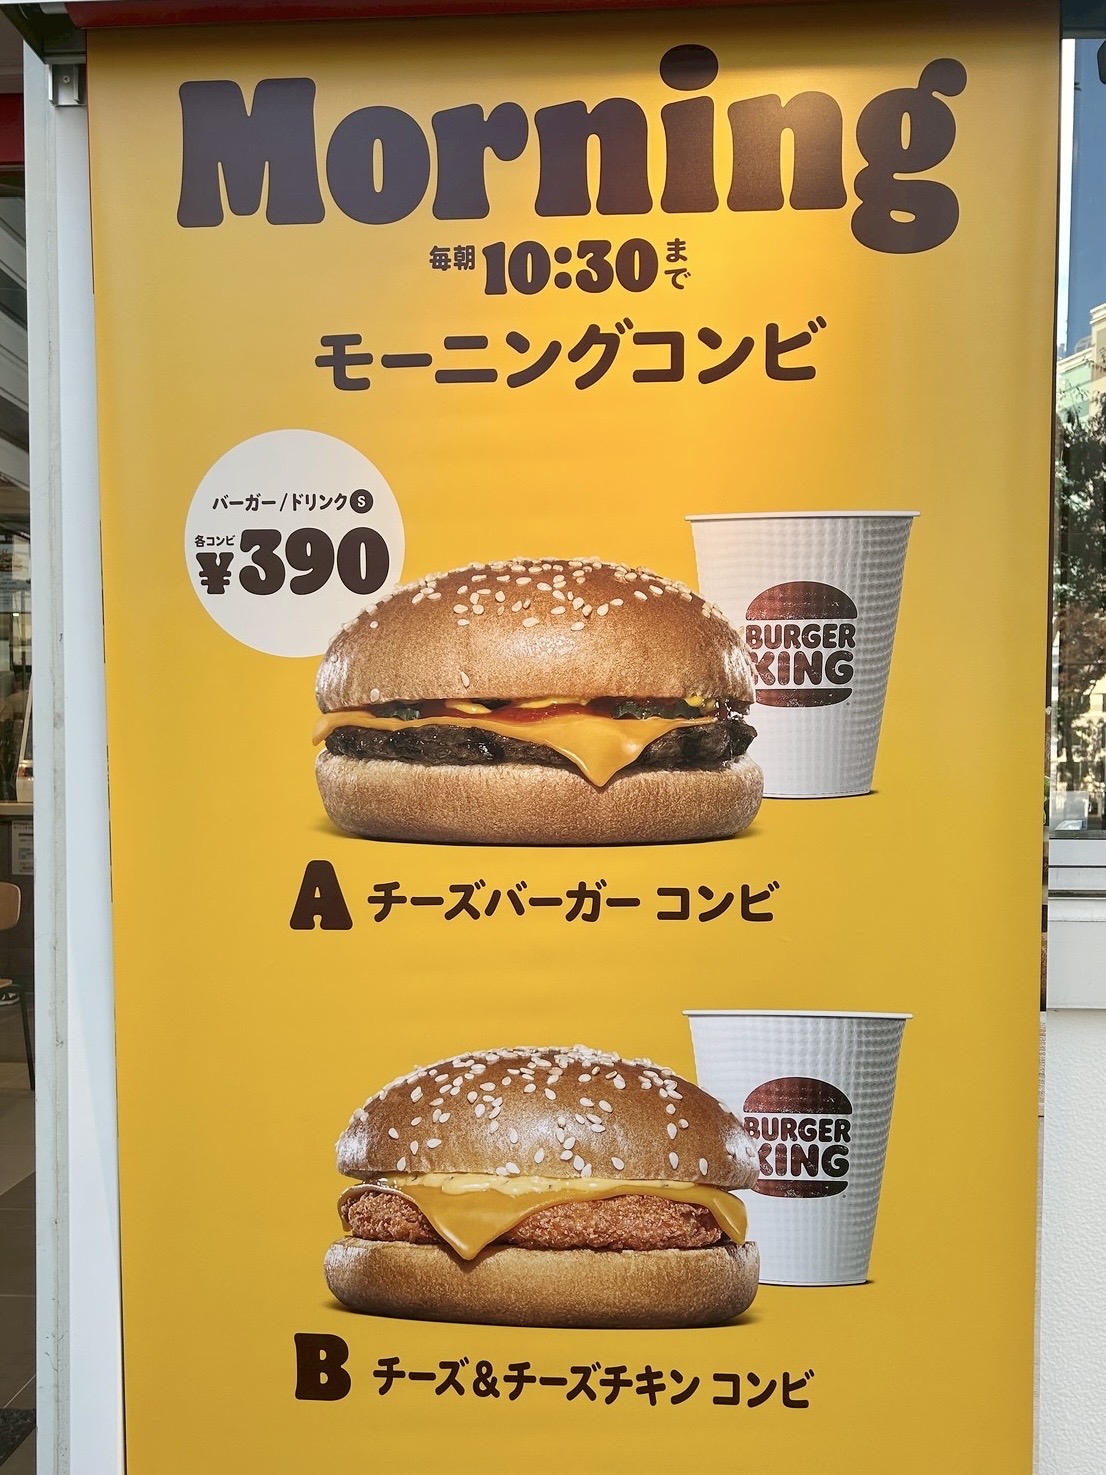 Morning
毎朝10:30まで
モーニングコンビ
バーガー/ドリンクS
各コンビ
¥390
BURGER
KING
A チーズバーガー コンビ
BURGER
KING
B チーズ&チーズチキン コンビ